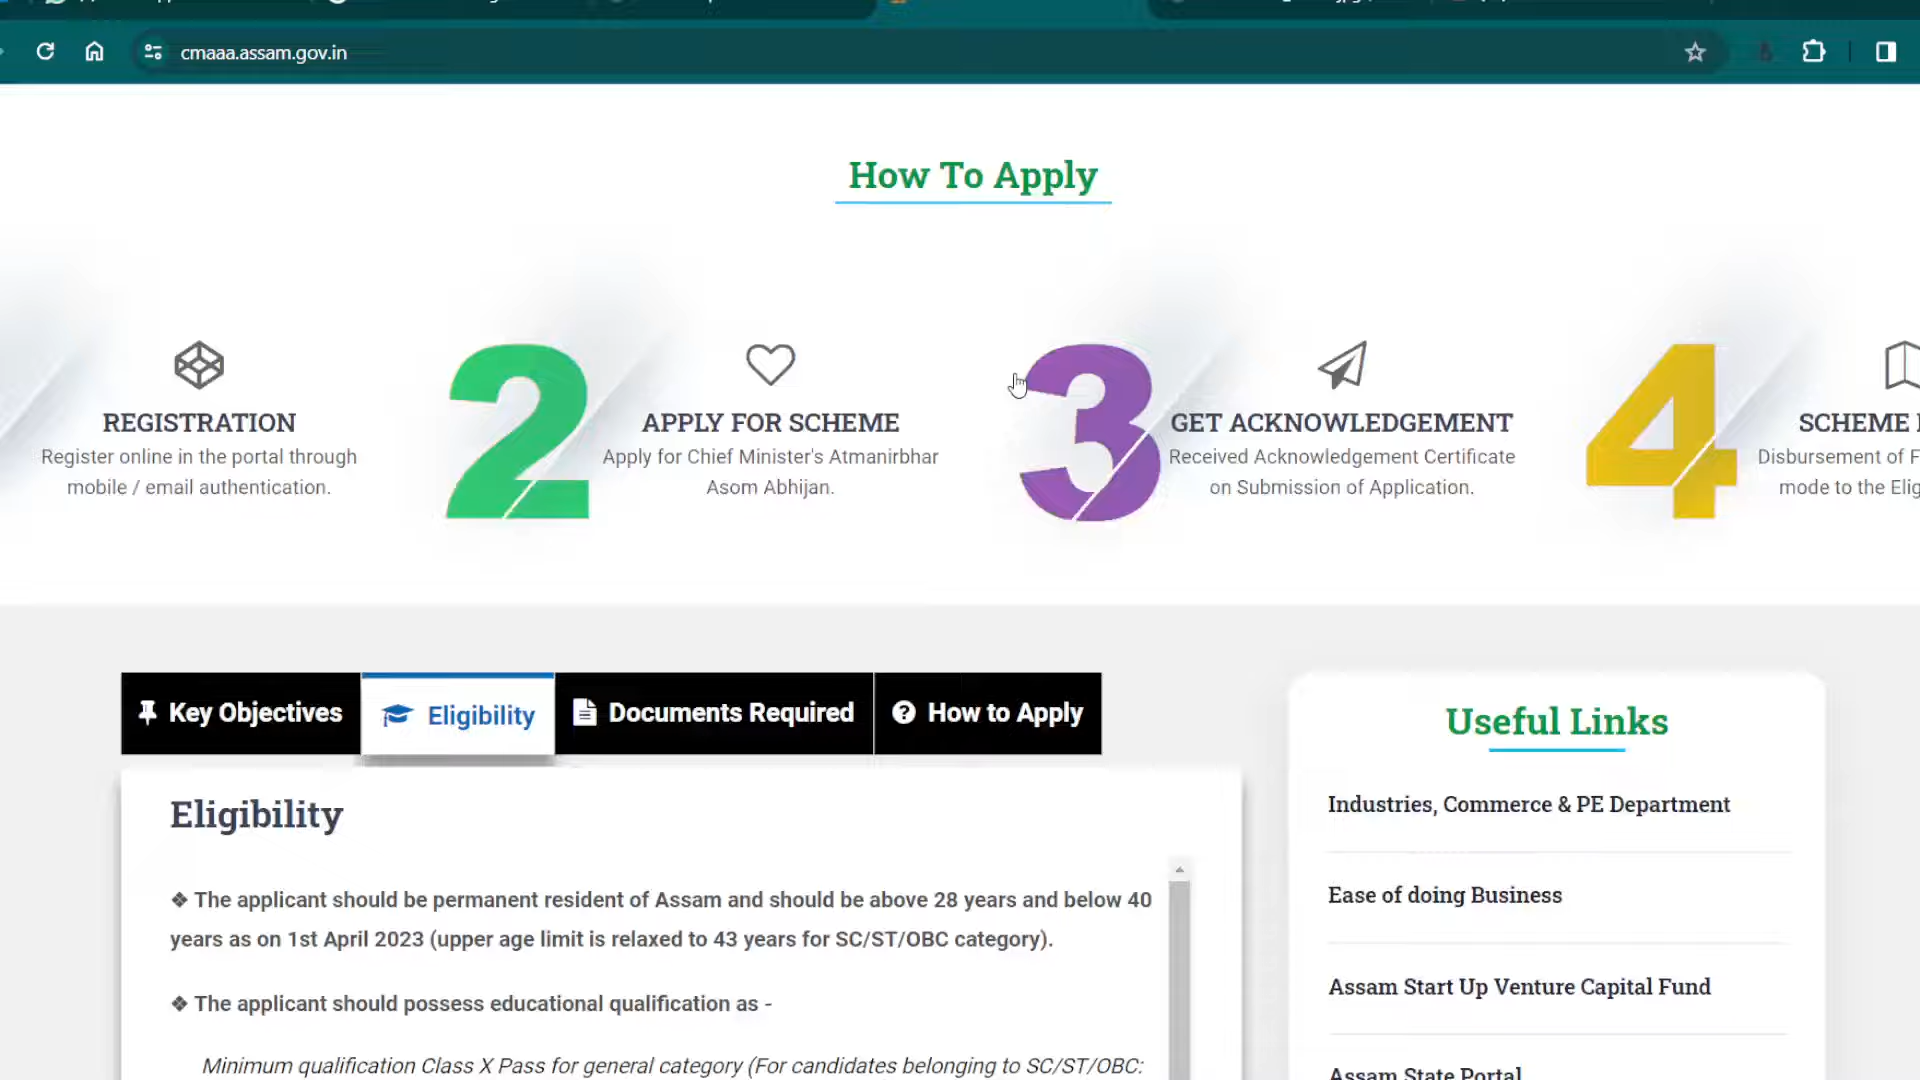 cmaaa.assam.gov.in
How To Apply
REGISTRATION
Register online in the portal through
mobile / email authentication.
2
APPLY FOR SCHEME
Apply for Chief Minister's Atmanirbhar
Asom Abhijan.
3
GET ACKNOWLEDGEMENT
Received Acknowledgement Certificate
on Submission of Application.
4
SCHEME
Disbursement of
mode to the
Key Objectives
Eligibility
Documents Required
How to Apply
Eligibility
❖ The applicant should be permanent resident of Assam and should be above 28 years and below 40
years as on 1st April 2023 (upper age limit is relaxed to 43 years for SC/ST/OBC category).
❖ The applicant should possess educational qualification as -
Minimum qualification Class X Pass for general category (For candidates belonging to SC/ST/OBC:
Useful Links
Industries, Commerce & PE Department
Ease of doing Business
Assam Start Up Venture Capital Fund
Assam State Portal